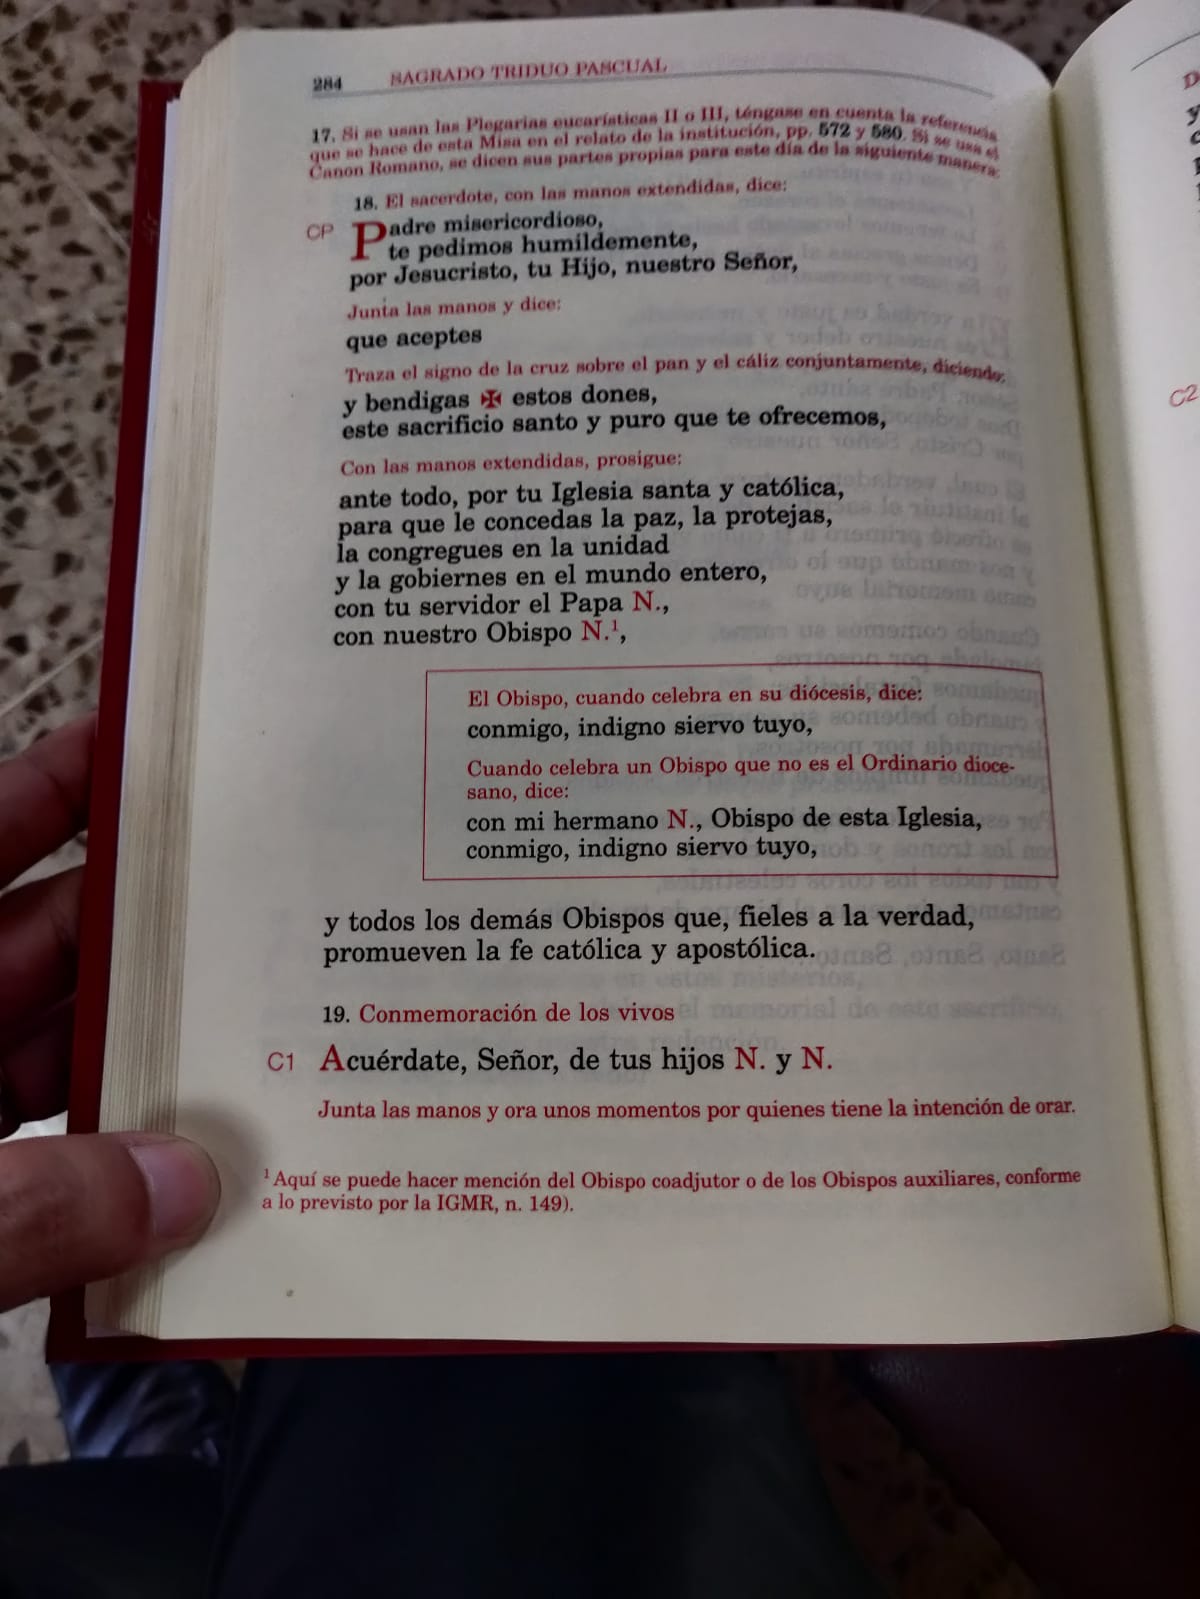 284 SAGRADO TRIDUO PASCUAL
17. Si se usan las Plegarias eucarísticas II o III, téngase en cuenta la referencia
que se hace de esta Misa en el relato de la institución, pp. 572 y 580. Si se usa el
Canon Romano, se dicen sus partes propias para este día de la siguiente manera:
18. El sacerdote, con las manos extendidas, dice:
CP Padre misericordioso,
te pedimos humildemente,
por Jesucristo, tu Hijo, nuestro Señor,
Junta las manos y dice:
que aceptes
Traza el signo de la cruz sobre el pan y el cáliz conjuntamente, diciendo:
y bendigas ✠ estos dones,
este sacrificio santo y puro que te ofrecemos,
Con las manos extendidas, prosigue:
ante todo, por tu Iglesia santa y católica,
para que le concedas la paz, la protejas,
la congregues en la unidad
y la gobiernes en el mundo entero,
con tu servidor el Papa N.,
con nuestro Obispo N.¹,
El Obispo, cuando celebra en su diócesis, dice:
conmigo, indigno siervo tuyo,
Cuando celebra un Obispo que no es el Ordinario dioce-
sano, dice:
con mi hermano N., Obispo de esta Iglesia,
conmigo, indigno siervo tuyo,
y todos los demás Obispos que, fieles a la verdad,
promueven la fe católica y apostólica.
19. Conmemoración de los vivos
C1 Acuérdate, Señor, de tus hijos N. y N.
Junta las manos y ora unos momentos por quienes tiene la intención de orar.
¹ Aquí se puede hacer mención del Obispo coadjutor o de los Obispos auxiliares, conforme
a lo previsto por la IGMR, n. 149).
C2